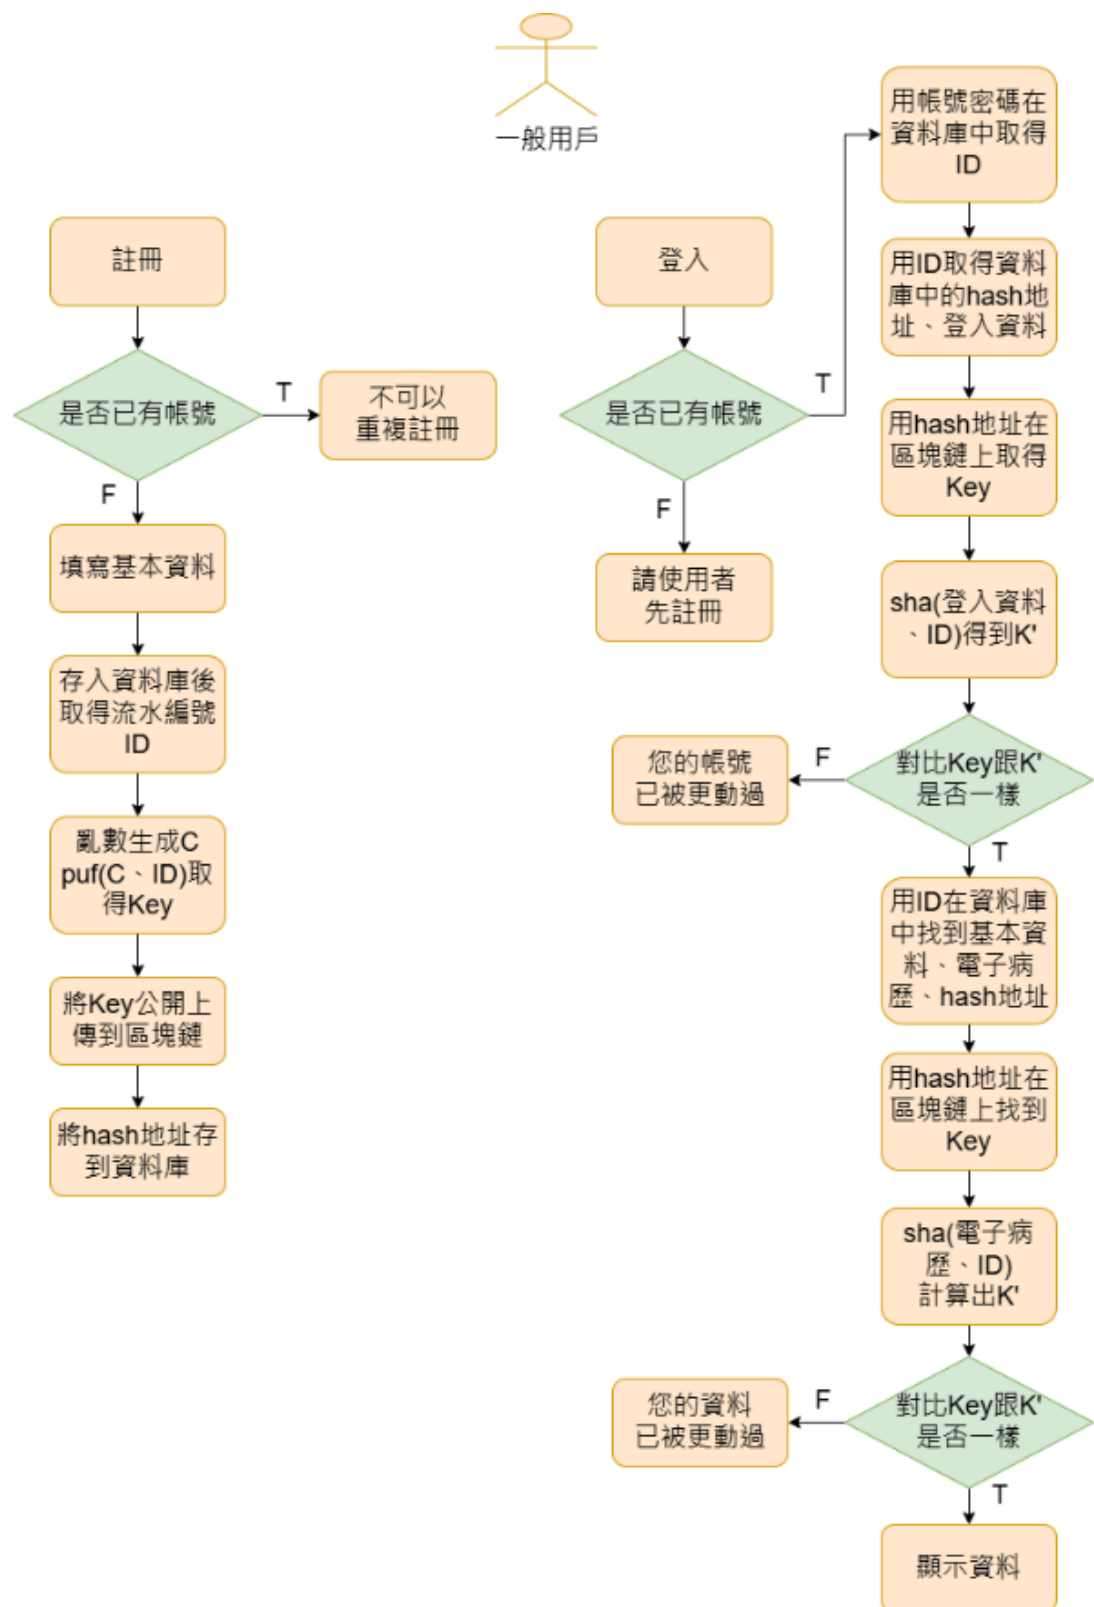 一般用戶
註冊
是否已有帳號
T
不可以
重複註冊
F
填寫基本資料
存入資料庫後
取得流水編號
ID
亂數生成C
puf(C、ID)取
得Key
將Key公開上
傳到區塊鏈
將hash地址存
到資料庫
登入
是否已有帳號
T
F
請使用者
先註冊
用帳號密碼在
資料庫中取得
ID
用ID取得資料
庫中的hash地
址、登入資料
用hash地址在
區塊鏈上取得
Key
sha(登入資料
、ID)得到K'
對比Key跟K'
是否一樣
F
您的帳號
已被更動過
T
用ID在資料庫
中找到基本資
料、電子病
歷、hash地址
用hash地址在
區塊鏈上找到
Key
sha(電子病
歷、ID)
計算出K'
對比Key跟K'
是否一樣
F
您的資料
已被更動過
T
顯示資料